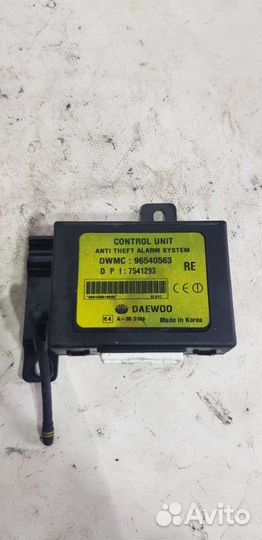 CONTROL UNIT
ANTI THEFT ALARM SYSTEM
DWMC : 96540563
D P I : 7541293
RE
DAEWOO
Made in Korea
Avito